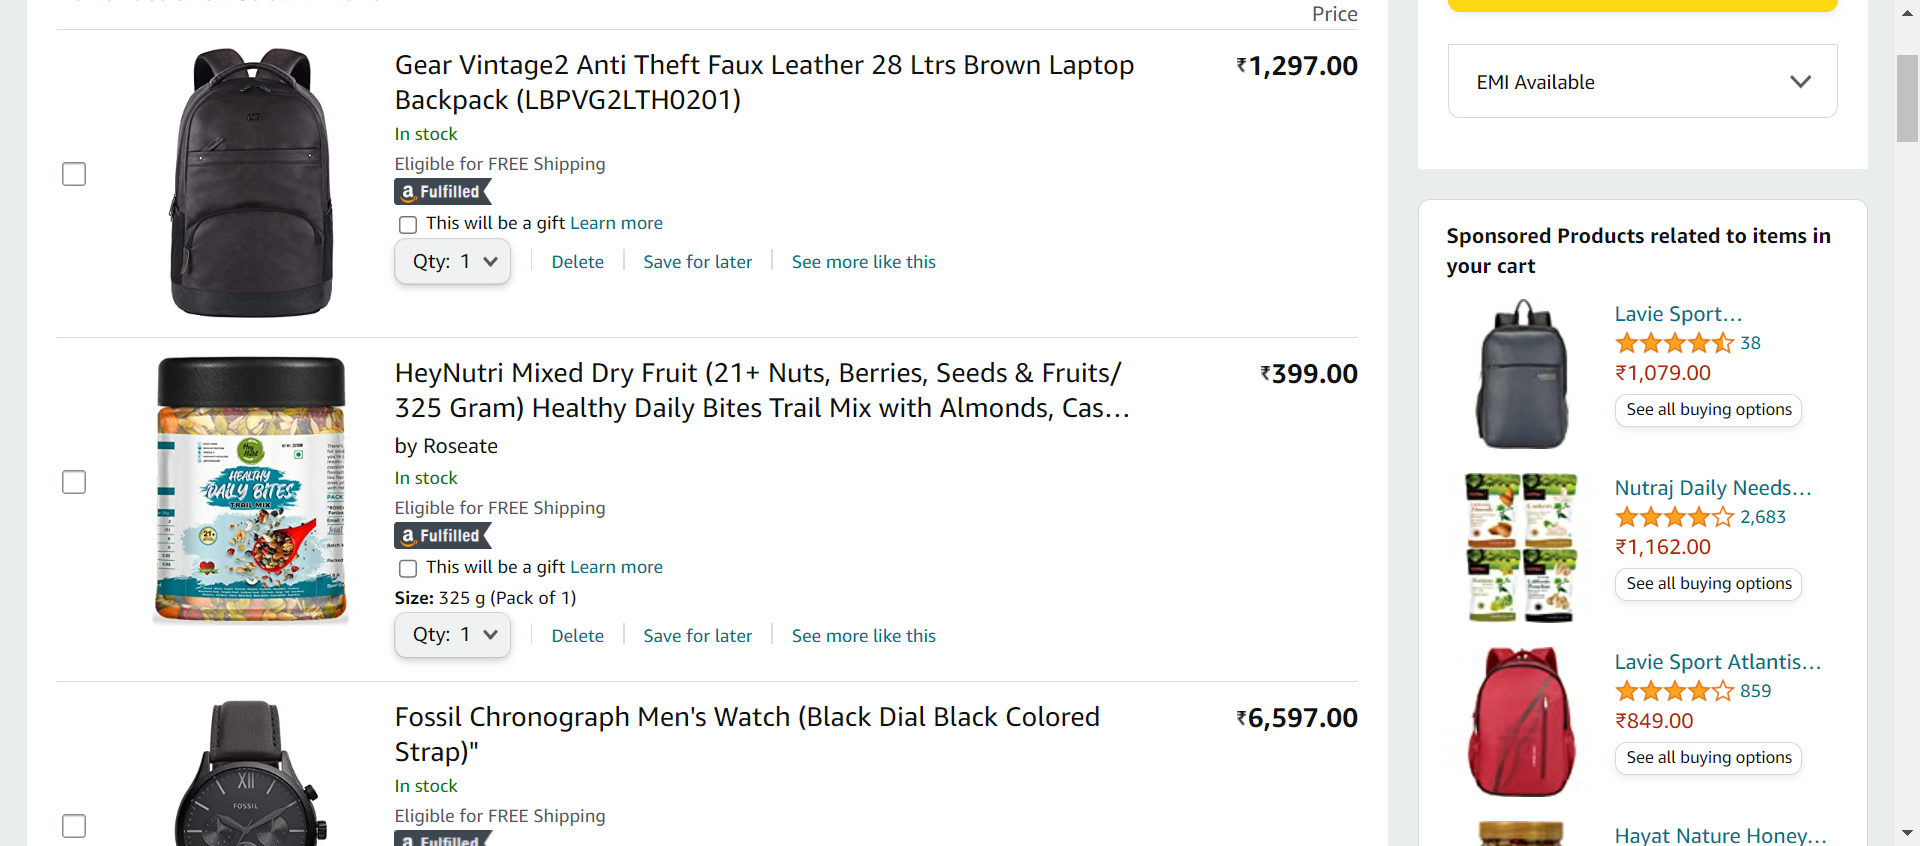 Price
Gear Vintage2 Anti Theft Faux Leather 28 Ltrs Brown Laptop
Backpack (LBPVG2LTH0201)
₹1,297.00
In stock
Eligible for FREE Shipping
a Fulfilled
This will be a gift Learn more
Qty: 1
Delete
Save for later
See more like this
HeyNutri Mixed Dry Fruit (21+ Nuts, Berries, Seeds & Fruits/
325 Gram) Healthy Daily Bites Trail Mix with Almonds, Cas…
₹399.00
by Roseate
In stock
Eligible for FREE Shipping
a Fulfilled
This will be a gift Learn more
Size: 325 g (Pack of 1)
Qty: 1
Delete
Save for later
See more like this
HEALTHY
DAILY BITES
TRAIL MIX
21+
Fossil Chronograph Men's Watch (Black Dial Black Colored
Strap)"
₹6,597.00
In stock
Eligible for FREE Shipping
a Fulfilled
XII
FOSSIL
EMI Available
Sponsored Products related to items in
your cart
Lavie Sport…
38
₹1,079.00
See all buying options
Nutraj Daily Needs…
2,683
₹1,162.00
See all buying options
Lavie Sport Atlantis…
859
₹849.00
See all buying options
Hayat Nature Honey…